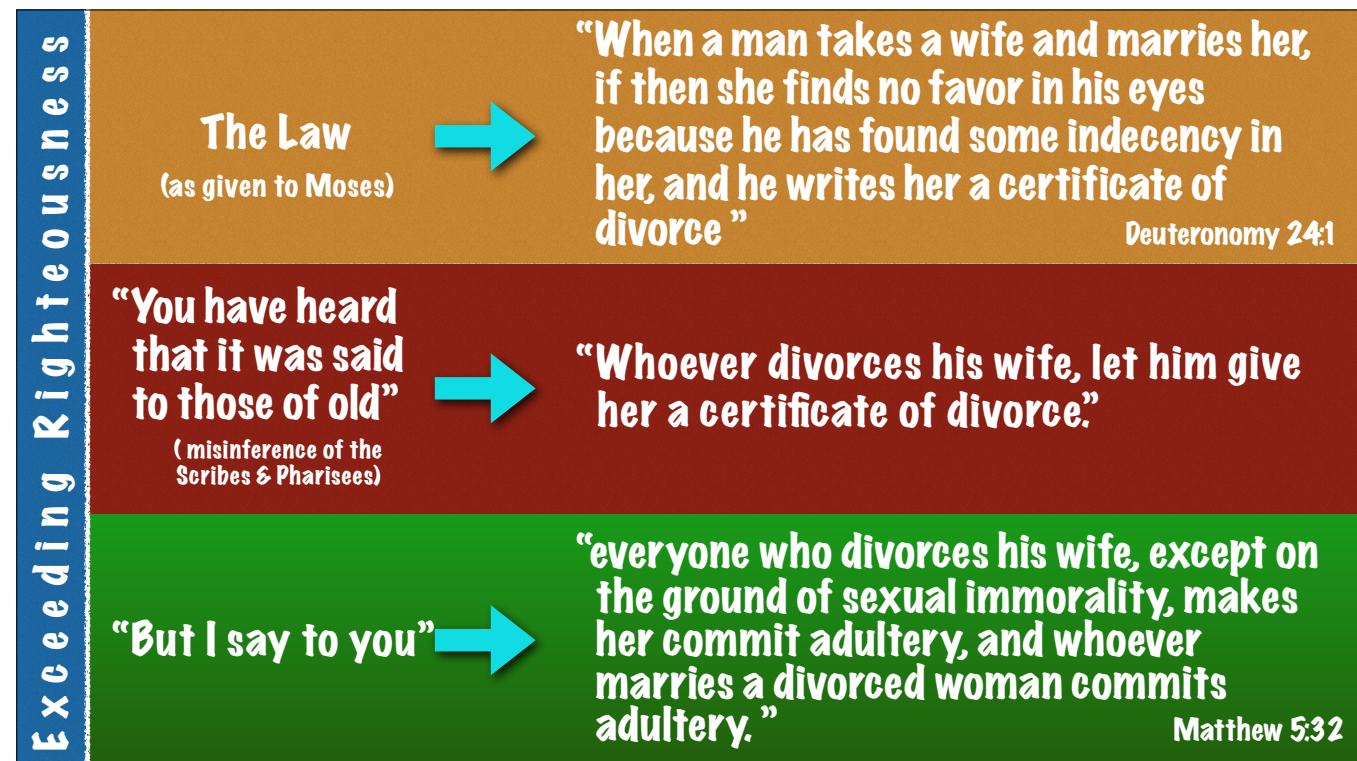 Exceeding Righteousness
The Law
(as given to Moses)
“When a man takes a wife and marries her,
if then she finds no favor in his eyes
because he has found some indecency in
her, and he writes her a certificate of
divorce ”
Deuteronomy 24:1
“You have heard
that it was said
to those of old”
( misinference of the
Scribes & Pharisees)
“Whoever divorces his wife, let him give
her a certificate of divorce.”
“But I say to you”
“everyone who divorces his wife, except on
the ground of sexual immorality, makes
her commit adultery, and whoever
marries a divorced woman commits
adultery. ”
Matthew 5:32